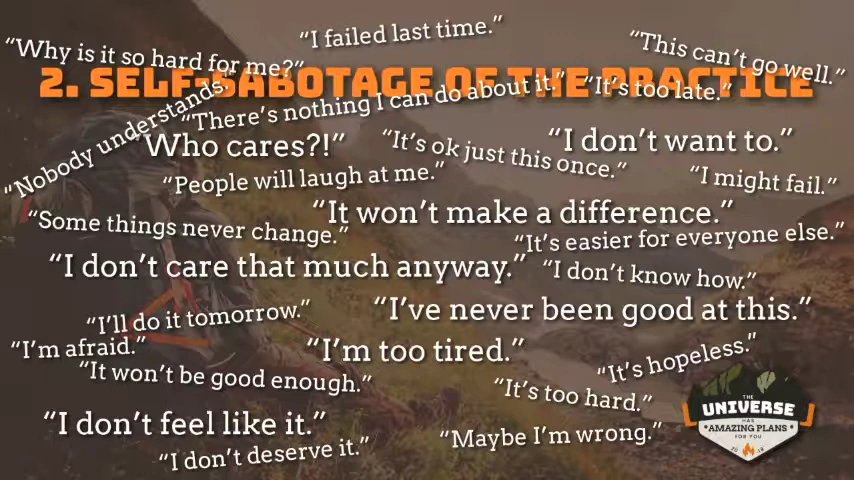 “Why is it so hard for me?”
“I failed last time.”
“This can’t go well.”
2. SELF-SABOTAGE OF THE PRACTICE
“Nobody understands.”
“There’s nothing I can do about it.”
“It’s too late.”
“Who cares?!”
“It’s ok just this once.”
“I don’t want to.”
“People will laugh at me.”
“I might fail.”
“Some things never change.”
“It won’t make a difference.”
“It’s easier for everyone else.”
“I don’t care that much anyway.”
“I don’t know how.”
“I’ll do it tomorrow.”
“I’ve never been good at this.”
“I’m afraid.”
“I’m too tired.”
“It’s hopeless.”
“It won’t be good enough.”
“It’s too hard.”
“I don’t feel like it.”
“Maybe I’m wrong.”
“I don’t deserve it.”
THE
UNIVERSE
HAS
AMAZING PLANS
FOR YOU